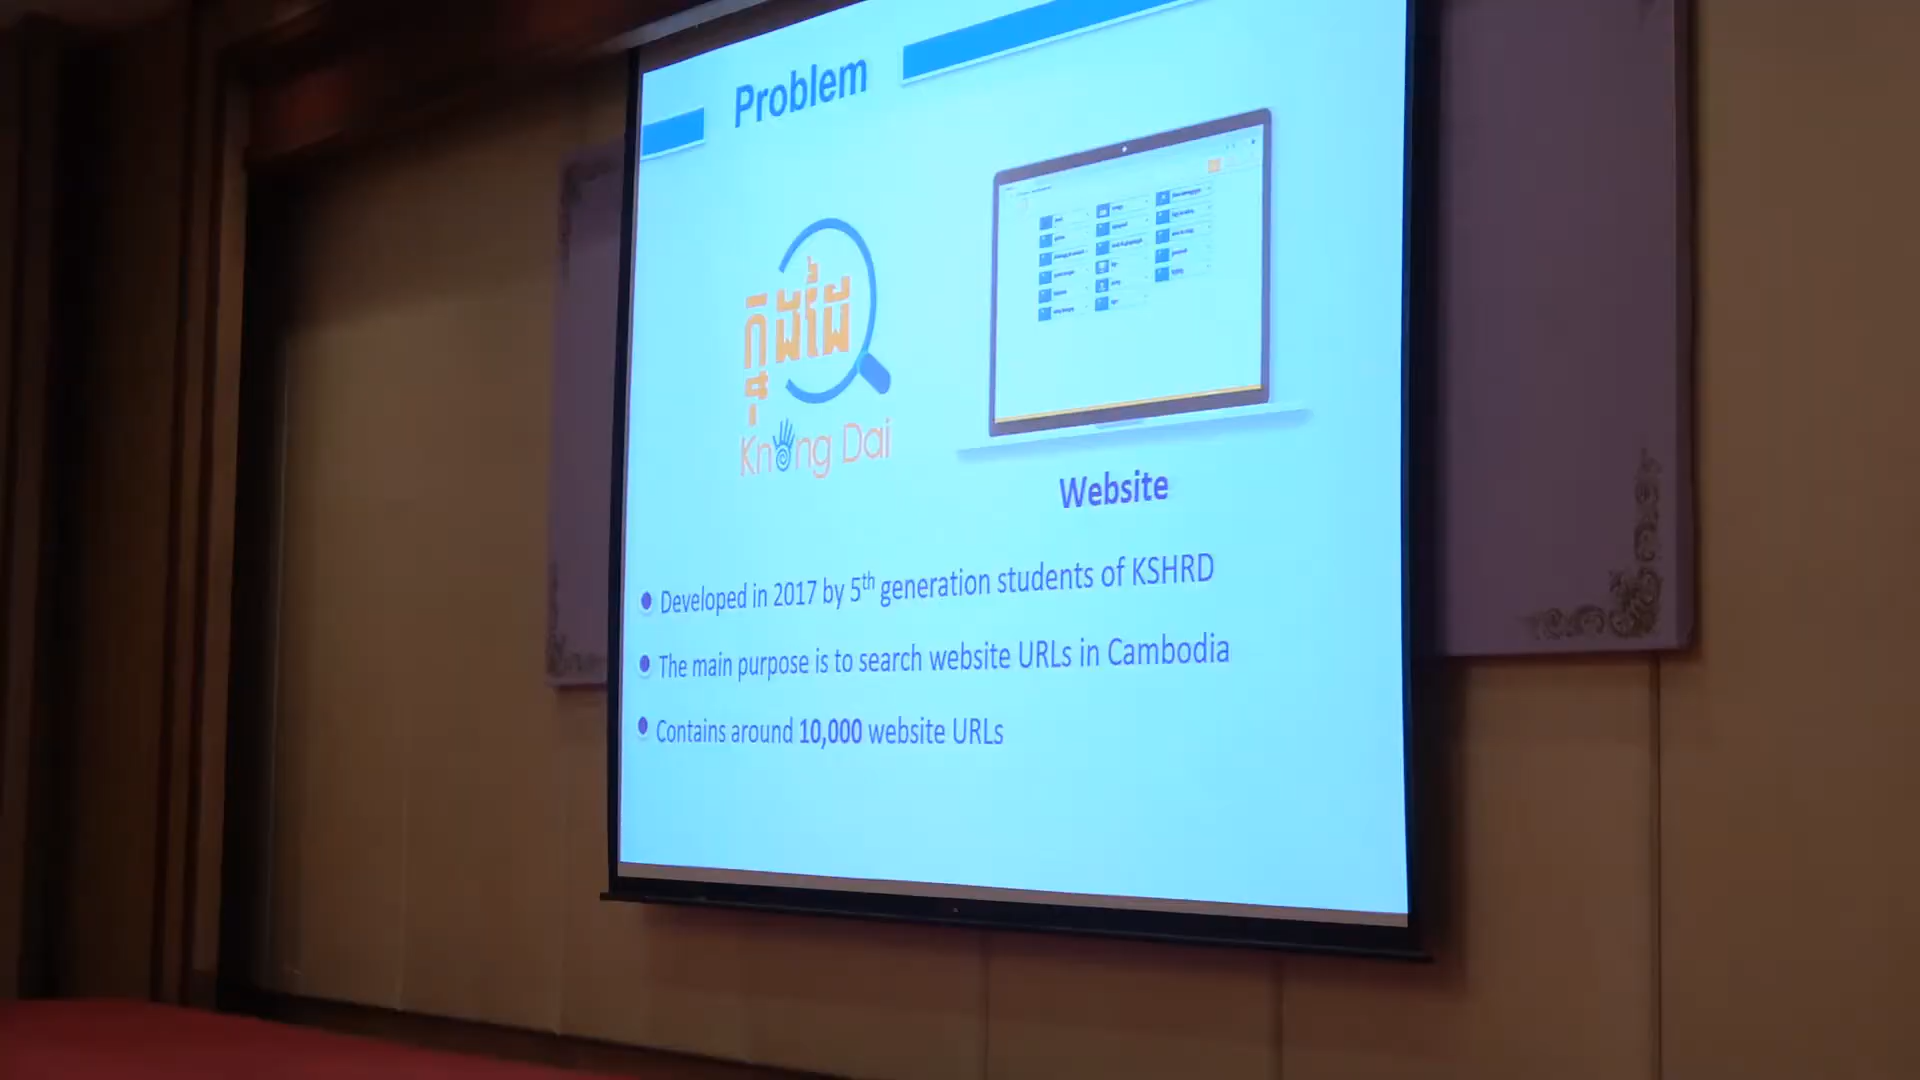 Problem
ក្នុងដៃ
Knong Dai
Website
Developed in 2017 by 5th generation students of KSHRD
The main purpose is to search website URLs in Cambodia
Contains around 10,000 website URLs